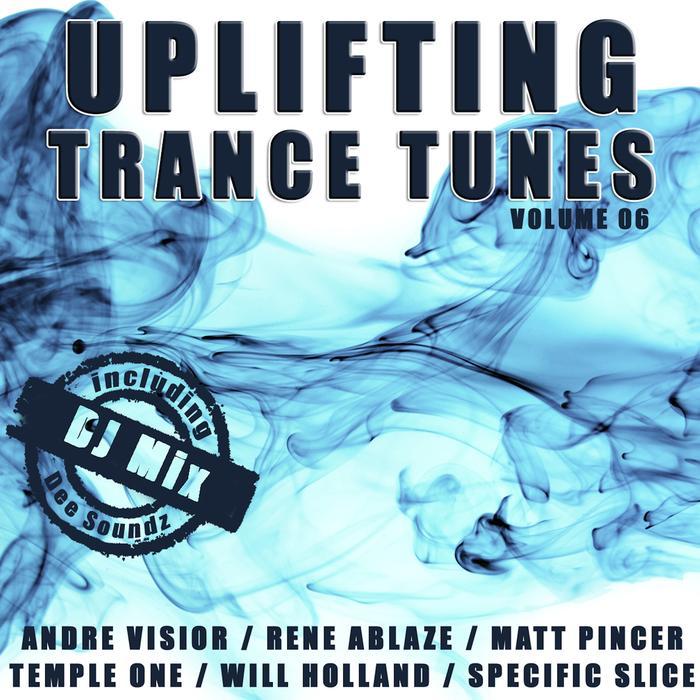 UPLIFTING
TRANCE TUNES
VOLUME 06
including
DJ Mix
Dee Soundz
ANDRE VISIOR / RENE ABLAZE / MATT PINCER
TEMPLE ONE / WILL HOLLAND / SPECIFIC SLICE